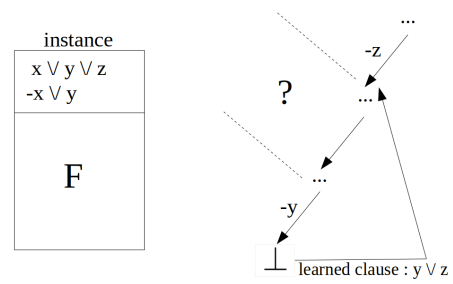 instance
x \/ y \/ z
-x \/ y
F
...
-z
?
...
...
-y
⊥
learned clause : y \/ z